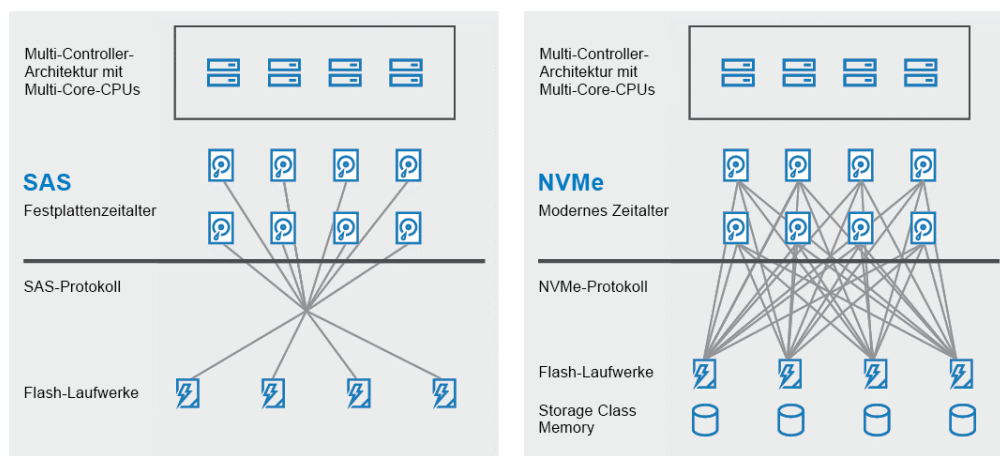 Multi-Controller-
Architektur mit
Multi-Core-CPUs
SAS
Festplattenzeitalter
SAS-Protokoll
Flash-Laufwerke
Multi-Controller-
Architektur mit
Multi-Core-CPUs
NVMe
Modernes Zeitalter
NVMe-Protokoll
Flash-Laufwerke
Storage Class
Memory